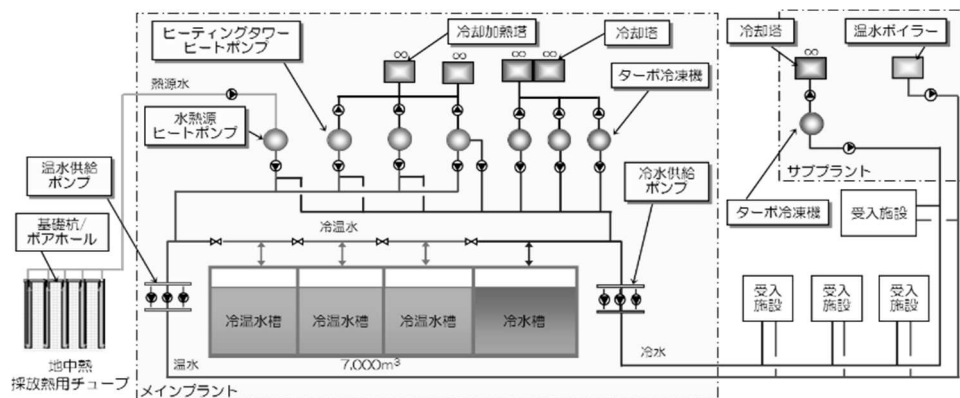 ヒーティングタワー
ヒートポンプ
冷却加熱塔
冷却塔
冷却塔
温水ボイラー
熱源水
水熱源
ヒートポンプ
ターボ冷凍機
温水供給
ポンプ
冷水供給
ポンプ
サブプラント
ターボ冷凍機
受入施設
基礎杭/
ボアホール
冷温水
冷温水槽
冷温水槽
冷温水槽
冷水槽
受入
施設
受入
施設
受入
施設
温水
7,000m³
冷水
地中熱
採放熱用チューブ
メインプラント